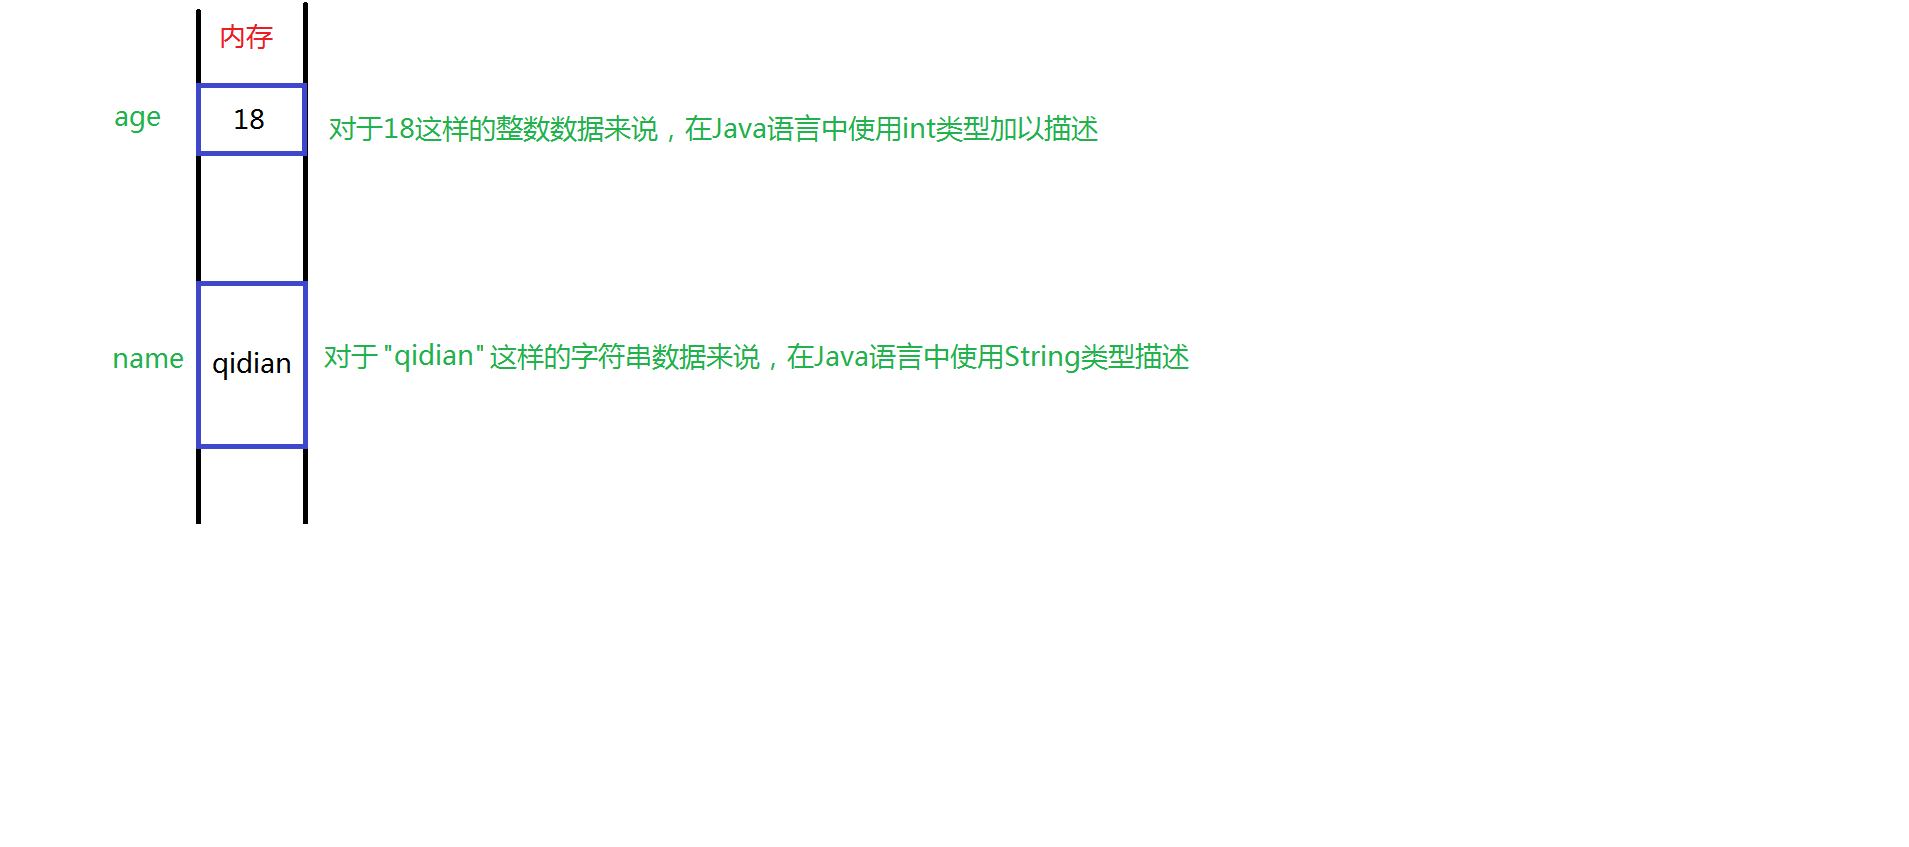 内存
age
18
对于18这样的整数数据来说，在Java语言中使用int类型加以描述
name
qidian
对于"qidian"这样的字符串数据来说，在Java语言中使用String类型描述